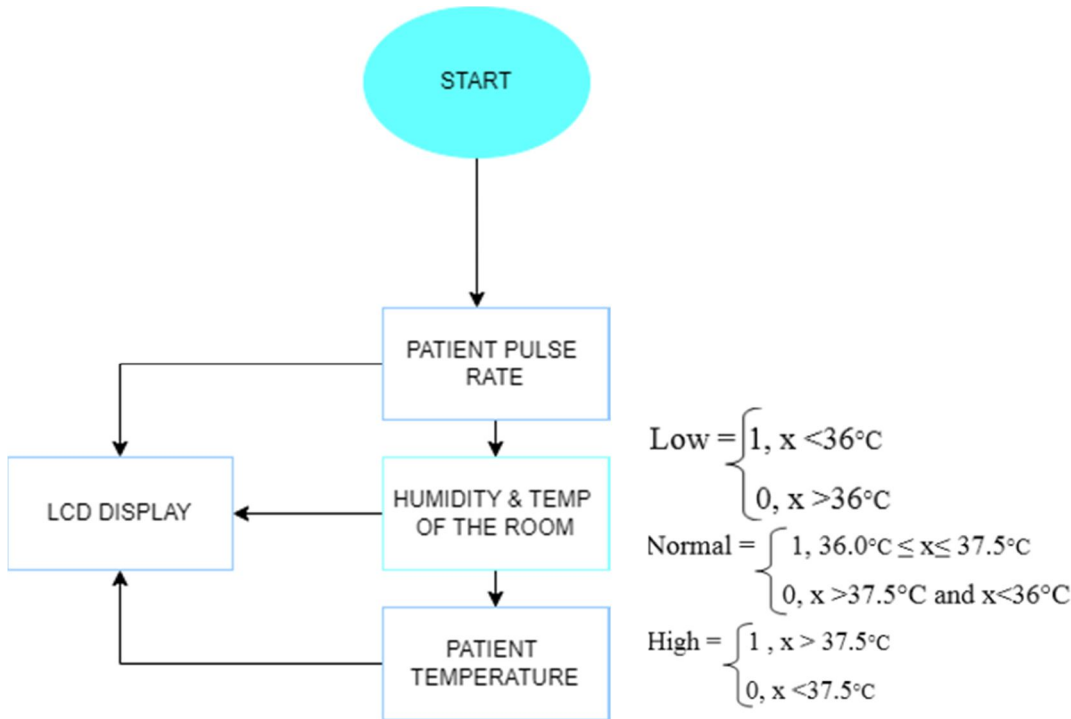 START
PATIENT PULSE
RATE
LCD DISPLAY
HUMIDITY & TEMP
OF THE ROOM
PATIENT
TEMPERATURE
Low = 1, x <36°C
0, x >36°C
Normal = 1, 36.0°C ≤ x≤ 37.5°C
0, x >37.5°C and x<36°C
High = 1 , x > 37.5°C
0, x <37.5°C